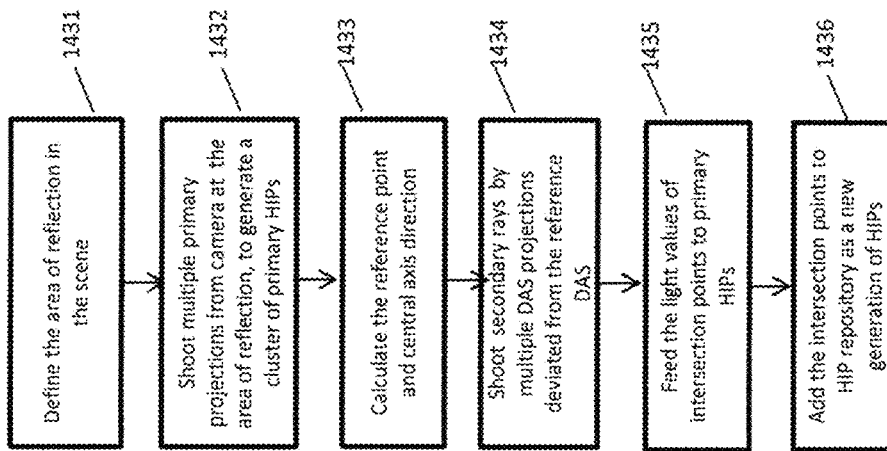 Define the area of reflection in
the scene
1431
Shoot multiple primary
projections from camera at the
area of reflection, to generate a
cluster of primary HIPs
1432
Calculate the reference point
and central axis direction
1433
Shoot secondary rays by
multiple DAS projections
deviated from the reference
DAS
1434
Feed the light values of
intersection points to primary
HIPs
1435
Add the intersection points to
HIP repository as a new
generation of HIPs
1436